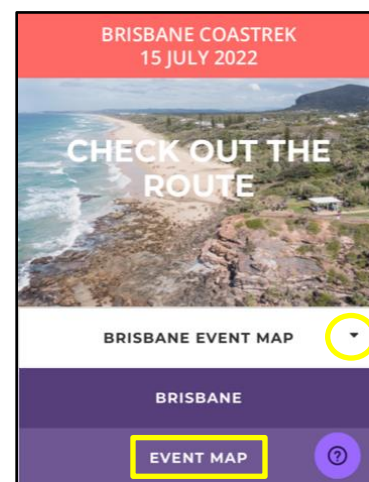 BRISBANE COASTREK
15 JULY 2022
CHECK OUT THE
ROUTE
BRISBANE EVENT MAP
BRISBANE
EVENT MAP
?